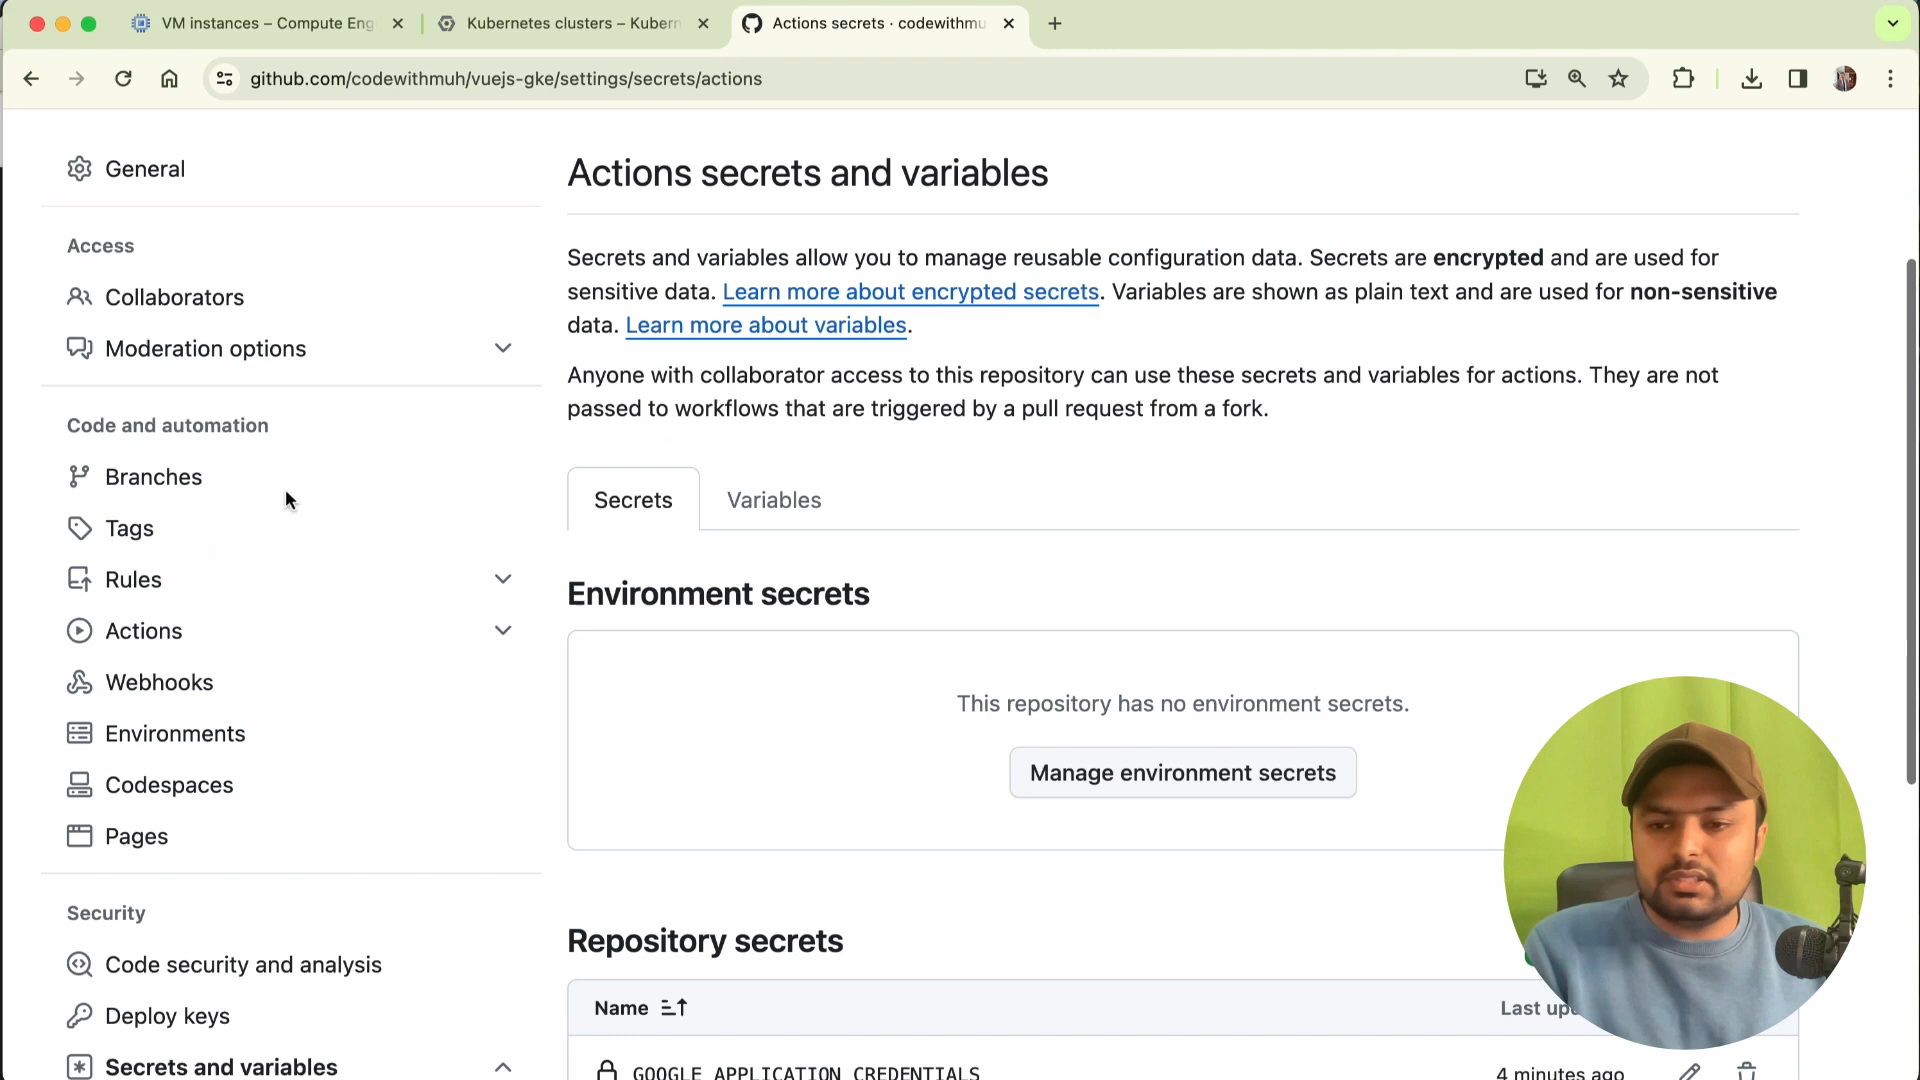 VM instances – Compute Eng
Kubernetes clusters – Kubern
Actions secrets · codewithmu
github.com/codewithmuh/vuejs-gke/settings/secrets/actions
General
Access
Collaborators
Moderation options
Code and automation
Branches
Tags
Rules
Actions
Webhooks
Environments
Codespaces
Pages
Security
Code security and analysis
Deploy keys
Secrets and variables
Actions secrets and variables
Secrets and variables allow you to manage reusable configuration data. Secrets are encrypted and are used for
sensitive data. Learn more about encrypted secrets. Variables are shown as plain text and are used for non-sensitive
data. Learn more about variables.
Anyone with collaborator access to this repository can use these secrets and variables for actions. They are not
passed to workflows that are triggered by a pull request from a fork.
Secrets Variables
Environment secrets
This repository has no environment secrets.
Manage environment secrets
Repository secrets
Name Last up
GOOGLE_APPLICATION_CREDENTIALS 4 minutes ago